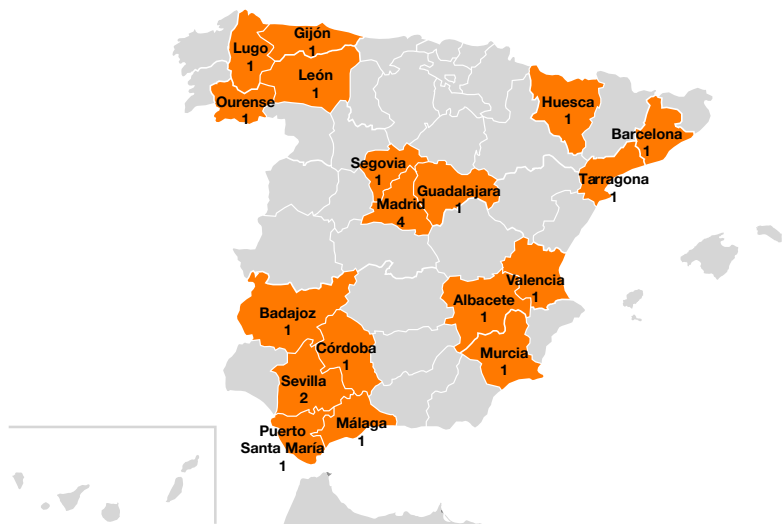 Gijón
1
Lugo
1
León
1
Ourense
1
Huesca
1
Barcelona
1
Tarragona
1
Segovia
1
Guadalajara
1
Madrid
4
Valencia
1
Albacete
1
Badajoz
1
Córdoba
1
Murcia
1
Sevilla
2
Málaga
1
Puerto
Santa María
1